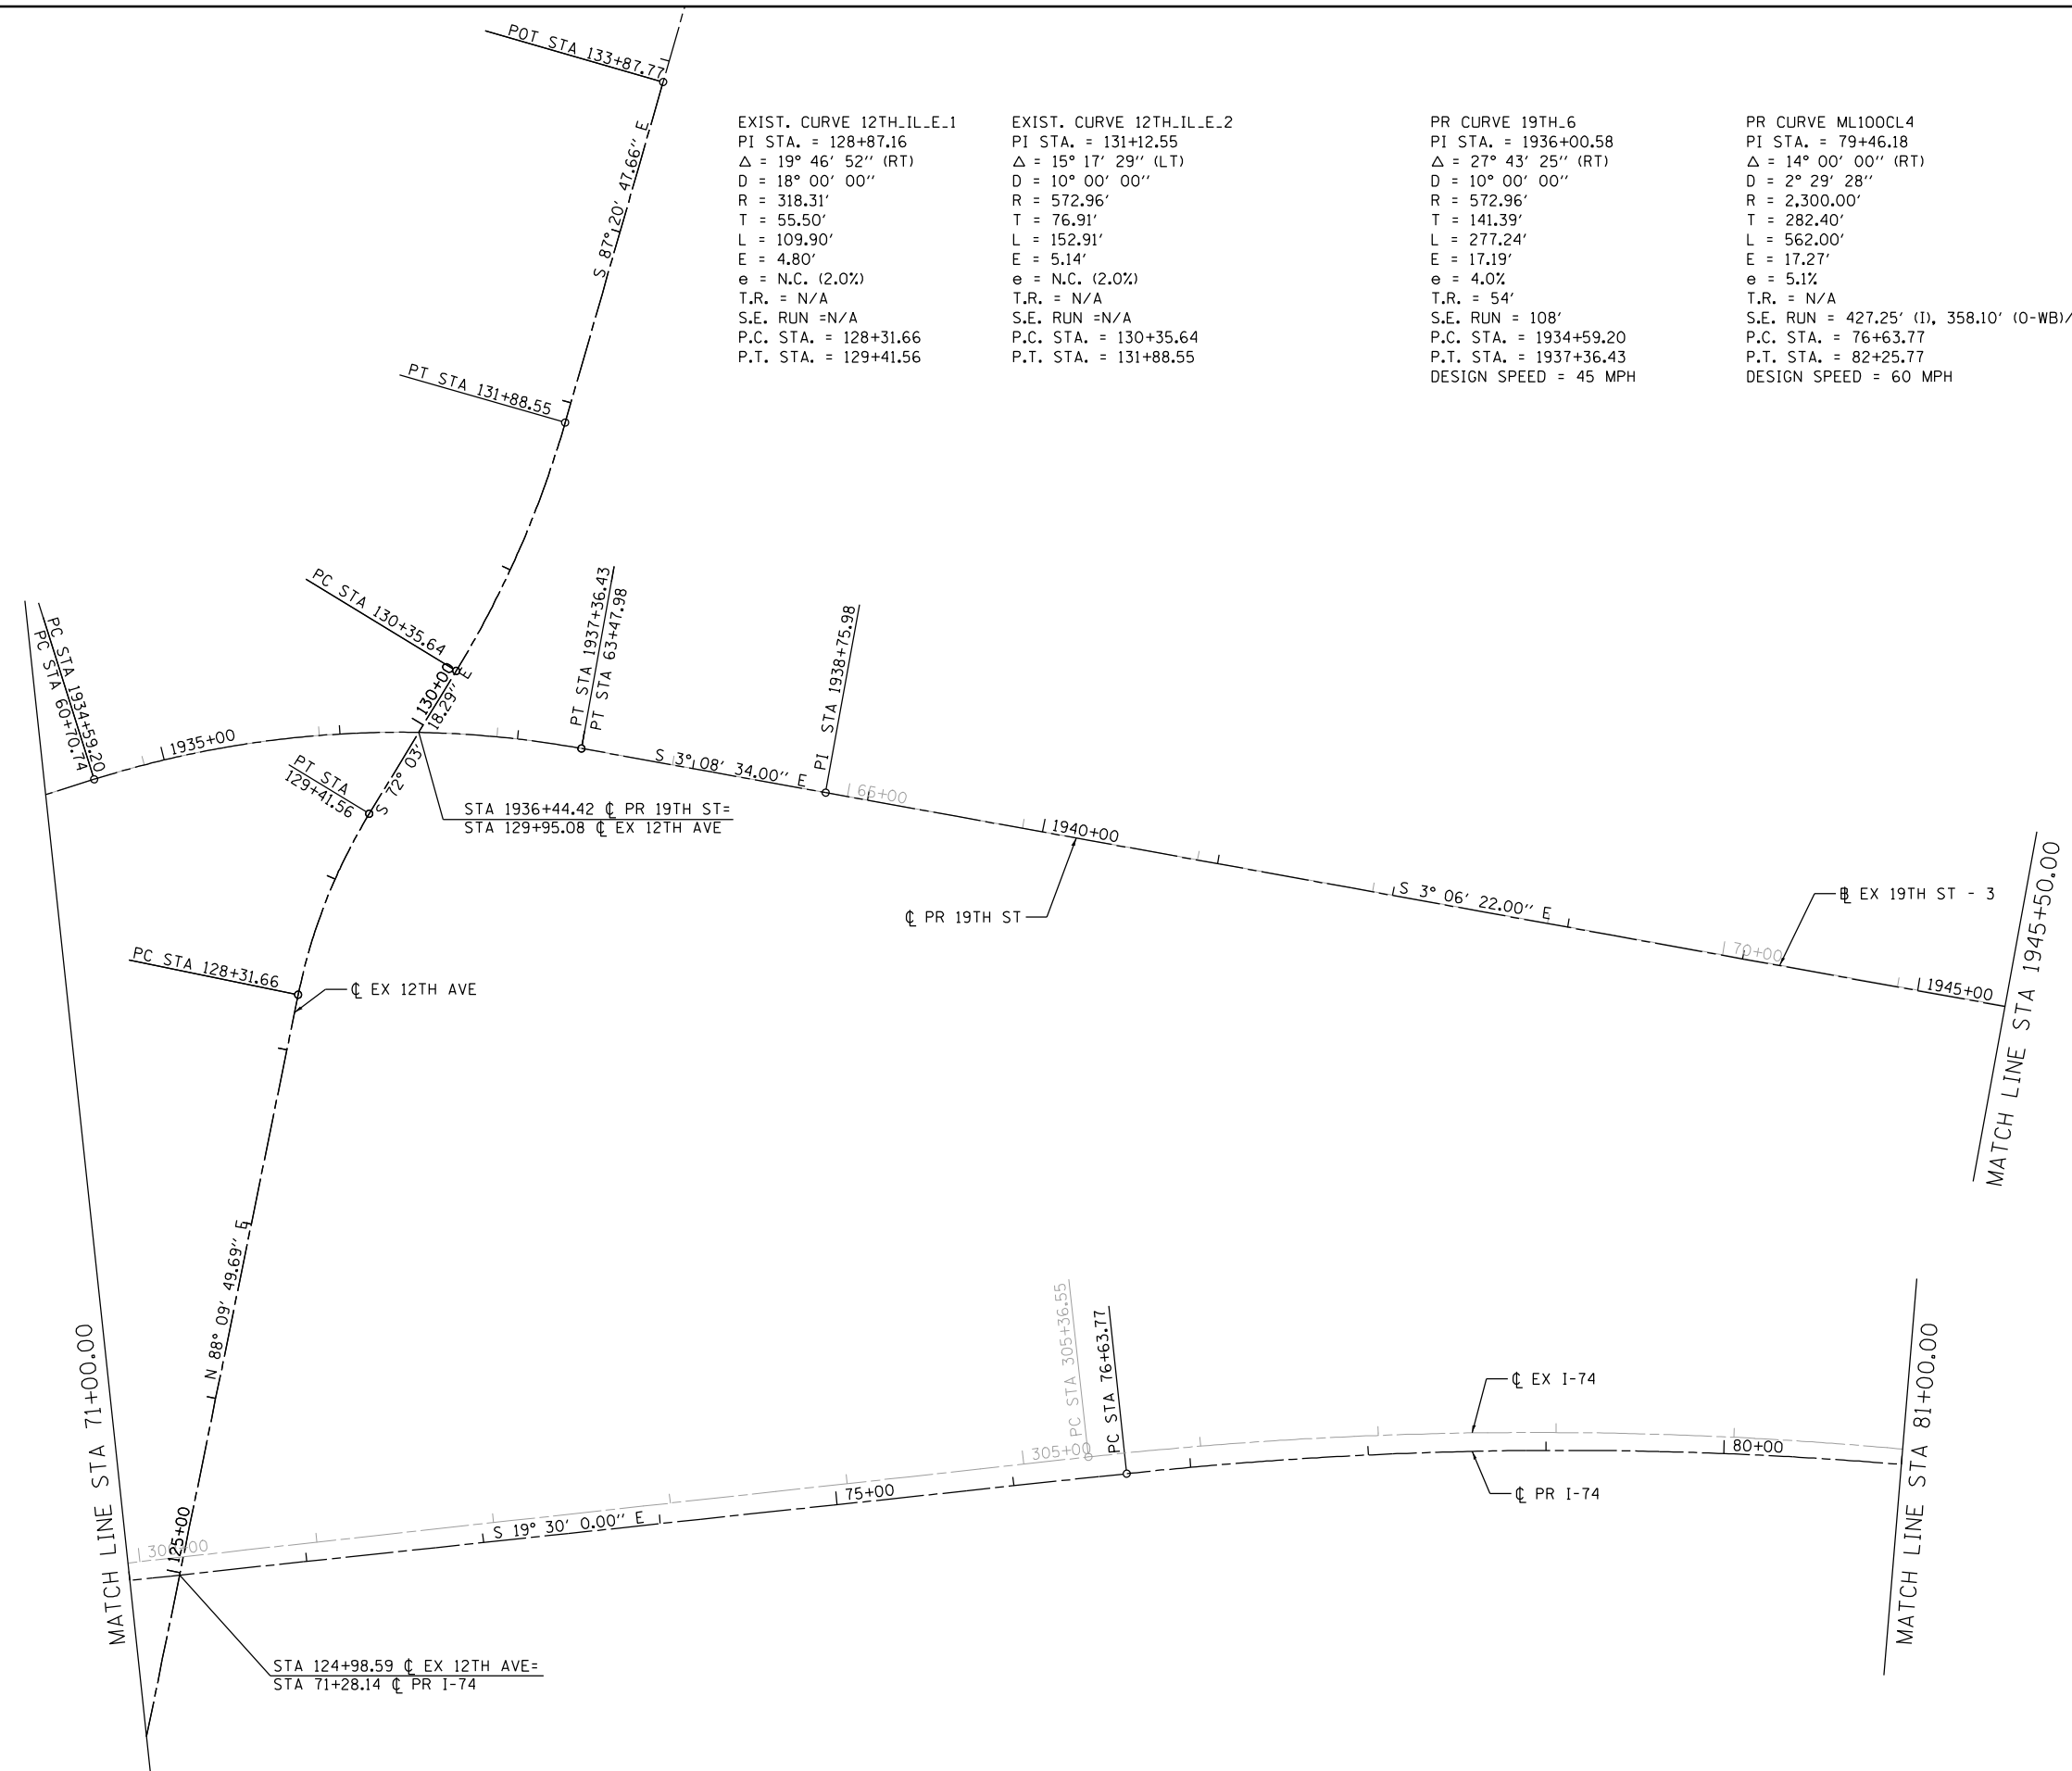 POT STA 133+87.77
S 87° 20′ 47.66′′ E
EXIST. CURVE 12TH_IL_E_1
PI STA. = 128+87.16
Δ = 19° 46′ 52′′ (RT)
D = 18° 00′ 00′′
R = 318.31′
T = 55.50′
L = 109.90′
E = 4.80′
e = N.C. (2.0%)
T.R. = N/A
S.E. RUN =N/A
P.C. STA. = 128+31.66
P.T. STA. = 129+41.56
EXIST. CURVE 12TH_IL_E_2
PI STA. = 131+12.55
Δ = 15° 17′ 29′′ (LT)
D = 10° 00′ 00′′
R = 572.96′
T = 76.91′
L = 152.91′
E = 5.14′
e = N.C. (2.0%)
T.R. = N/A
S.E. RUN =N/A
P.C. STA. = 130+35.64
P.T. STA. = 131+88.55
PR CURVE 19TH_6
PI STA. = 1936+00.58
Δ = 27° 43′ 25′′ (RT)
D = 10° 00′ 00′′
R = 572.96′
T = 141.39′
L = 277.24′
E = 17.19′
e = 4.0%
T.R. = 54′
S.E. RUN = 108′
P.C. STA. = 1934+59.20
P.T. STA. = 1937+36.43
DESIGN SPEED = 45 MPH
PR CURVE ML100CL4
PI STA. = 79+46.18
Δ = 14° 00′ 00′′ (RT)
D = 2° 29′ 28′′
R = 2,300.00′
T = 282.40′
L = 562.00′
E = 17.27′
e = 5.1%
T.R. = N/A
S.E. RUN = 427.25′ (I), 358.10′ (O-WB)/
P.C. STA. = 76+63.77
P.T. STA. = 82+25.77
DESIGN SPEED = 60 MPH
PT STA 131+88.55
PC STA 130+35.64
130+00
S 72° 03′ 18.29′′ E
PC STA 1934+59.20
PC STA 60+70.74
1935+00
PT STA
129+41.56
PT STA 1937+36.43
PT STA 63+47.98
PI STA 1938+75.98
S 3° 08′ 34.00′′ E
65+00
STA 1936+44.42 ℄ PR 19TH ST=
STA 129+95.08 ℄ EX 12TH AVE
1940+00
℄ PR 19TH ST
S 3° 06′ 22.00′′ E
B EX 19TH ST - 3
70+00
1945+00
MATCH LINE STA 1945+50.00
PC STA 128+31.66
℄ EX 12TH AVE
N 88° 09′ 49.69′′ E
MATCH LINE STA 71+00.00
PC STA 305+36.55
PC STA 76+63.77
305+00
75+00
℄ EX I-74
80+00
℄ PR I-74
MATCH LINE STA 81+00.00
S 19° 30′ 0.00′′ E
125+00
STA 124+98.59 ℄ EX 12TH AVE=
STA 71+28.14 ℄ PR I-74